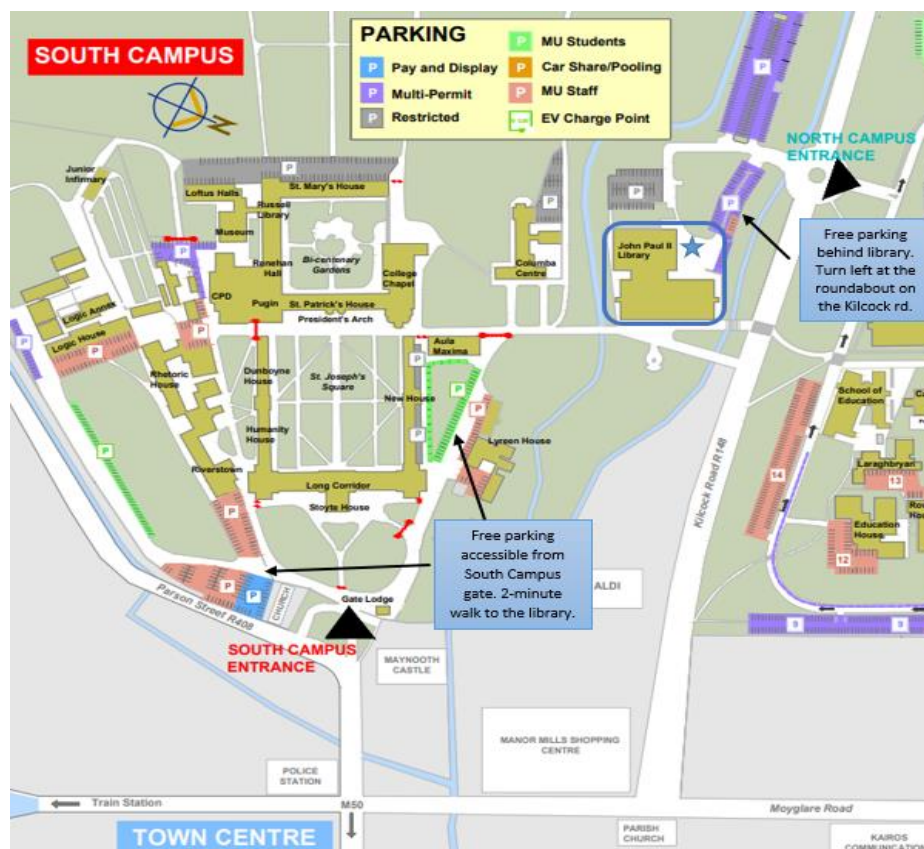 SOUTH CAMPUS
N
PARKING
P Pay and Display
P Multi-Permit
P Restricted
P MU Students
P Car Share/Pooling
P MU Staff
EV Charge Point
P
NORTH CAMPUS
ENTRANCE
Junior
Infirmary
P
Loftus Halls
St. Mary's House
Russell
Library
Museum
P
P
P
P
Free parking
behind library.
Turn left at the
roundabout on
the Kilcock rd.
Renehan
Hall
Bi-centenary
Gardens
College
Chapel
Columba
Centre
John Paul II
Library
CPD
Pugin
St. Patrick's House
President's Arch
Logic Annex
Logic House
P
P
P
Rhetoric
House
Dunboyne
House
St. Joseph's
Square
Aula
Maxima
P
New House
P
P
P
Lyreen House
Humanity
House
School of
Education
Kilcock Road R148
14
Laraghbryan
13
Education
House
12
P
Riverstown
Long Corridor
Stoyte House
P
Free parking
accessible from
South Campus
gate. 2-minute
walk to the library.
ALDI
P
P
CHURCH
Gate Lodge
Parson Street R408
SOUTH CAMPUS
ENTRANCE
9
9
MAYNOOTH
CASTLE
MANOR MILLS SHOPPING
CENTRE
POLICE
STATION
Train Station
M50
Moyglare Road
TOWN CENTRE
PARISH
CHURCH
KAIROS
COMMUNICATION